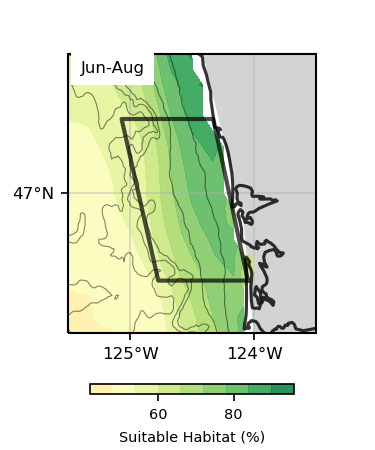 Jun-Aug
47°N
125°W 124°W
60 80
Suitable Habitat (%)